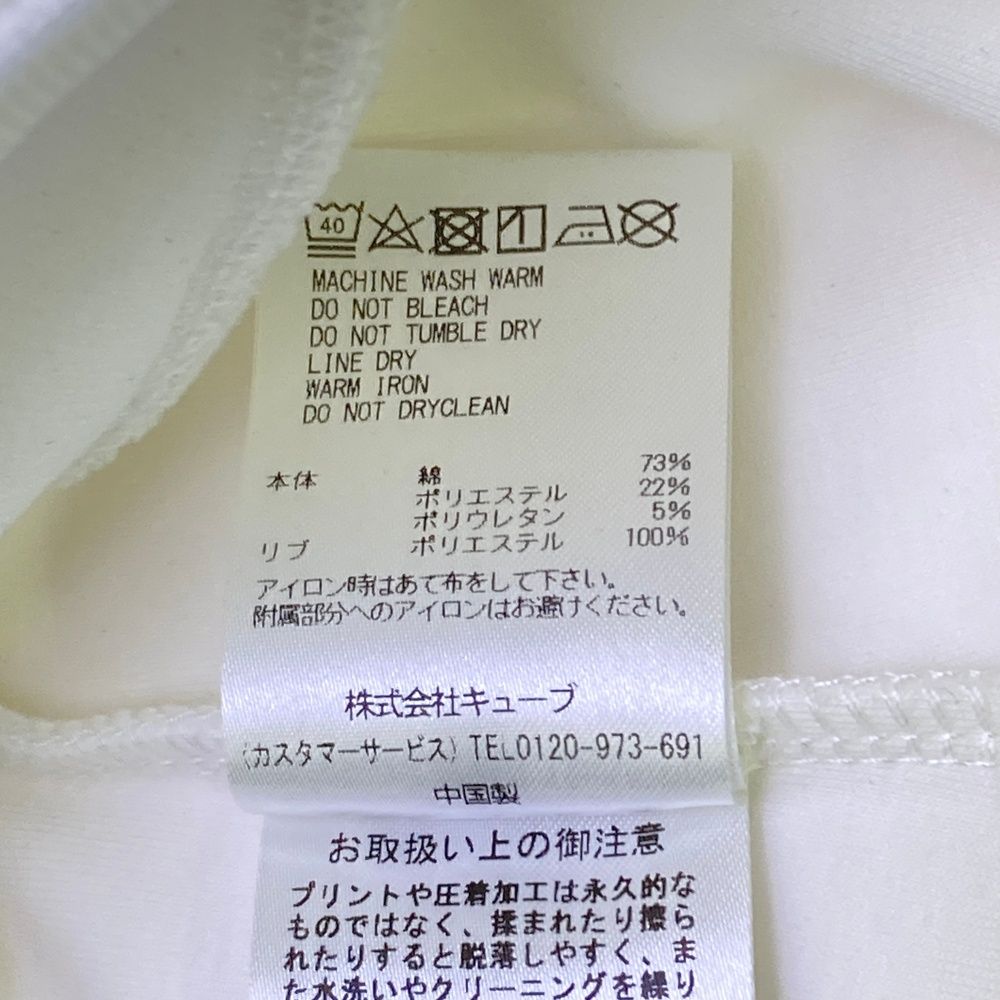 40
MACHINE WASH WARM
DO NOT BLEACH
DO NOT TUMBLE DRY
LINE DRY
WARM IRON
DO NOT DRYCLEAN
本体 綿 73%
ポリエステル 22%
ポリウレタン 5%
リブ ポリエステル 100%
アイロン時はあて布をして下さい。
附属部分へのアイロンはお避けください。
株式会社キューブ
(カスタマーサービス) TEL0120-973-691
中国製
お取扱い上の御注意
プリントや圧着加工は永久的な
ものではなく、揉まれたり擦ら
れたりすると脱落しやすく、ま
た水洗いやクリーニングを繰り